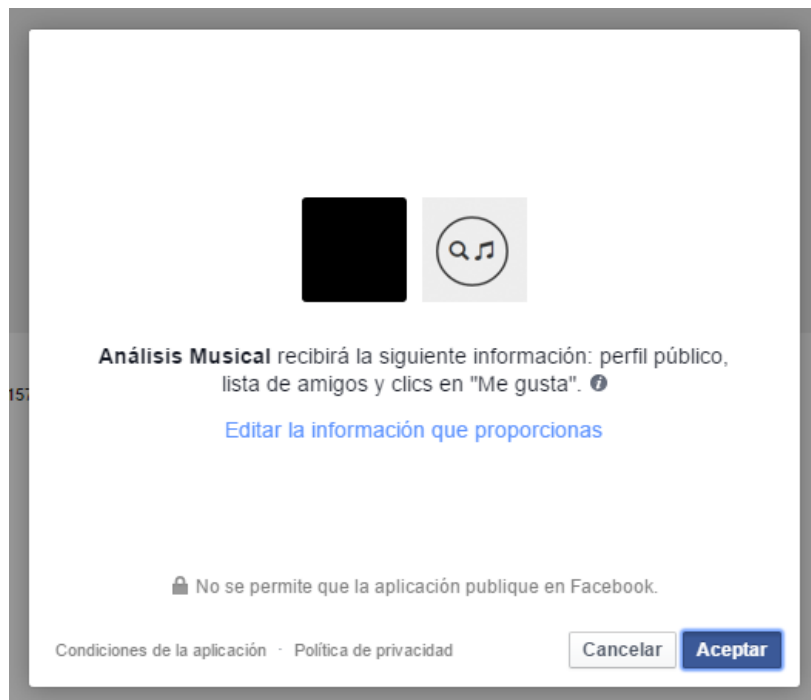 Análisis Musical recibirá la siguiente información: perfil público,
lista de amigos y clics en "Me gusta".
157
Editar la información que proporcionas
No se permite que la aplicación publique en Facebook.
Condiciones de la aplicación · Política de privacidad
Cancelar
Aceptar